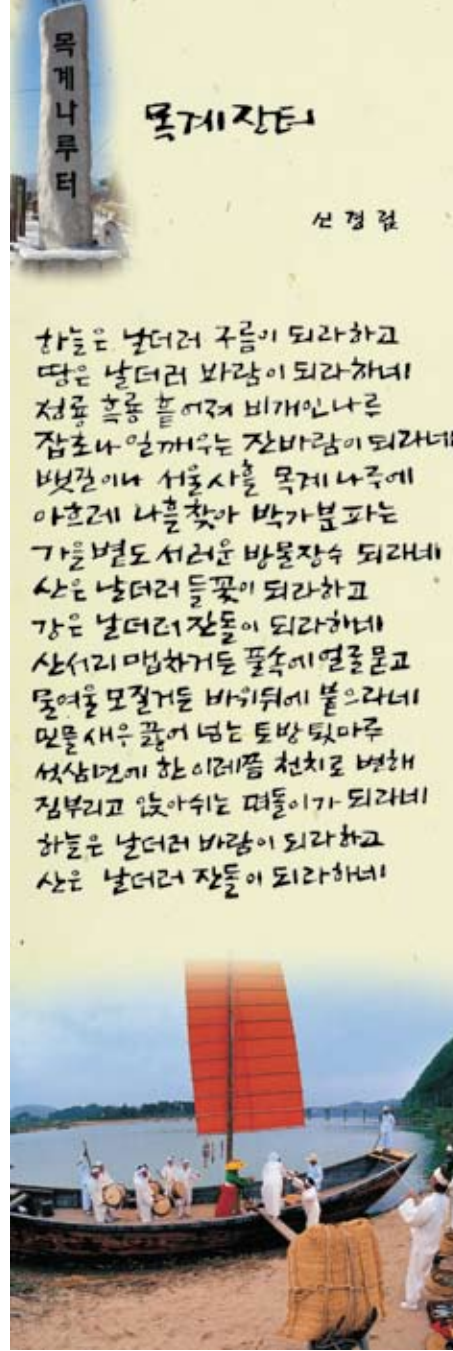 목계나루터
목계장터
신경림
하늘은 날더러 구름이 되라하고
땅은 날더러 바람이 되라하네
청룡 흑룡 흩어져 비개인나루
잡초나 일깨우는 잔바람이 되라네
뱃길이나 서울사흘 목계 나루에
아흐레 나흘찾아 박가분파는
가을볕도 서러운 방물장수 되라네
산은 날더러 들꽃이 되라하고
강은 날더러 잔돌이 되라하네
산서리 맵차거든 풀속에 얼굴묻고
물여울 모질거든 바위뒤에 붙으라네
민물새우 끓어 넘는 토방 툇마루
석삼년에 한 이레쯤 천치로 변해
짐부리고 앉아쉬는 떠돌이가 되라네
하늘은 날더러 바람이 되라하고
산은 날더러 잔돌이 되라하네